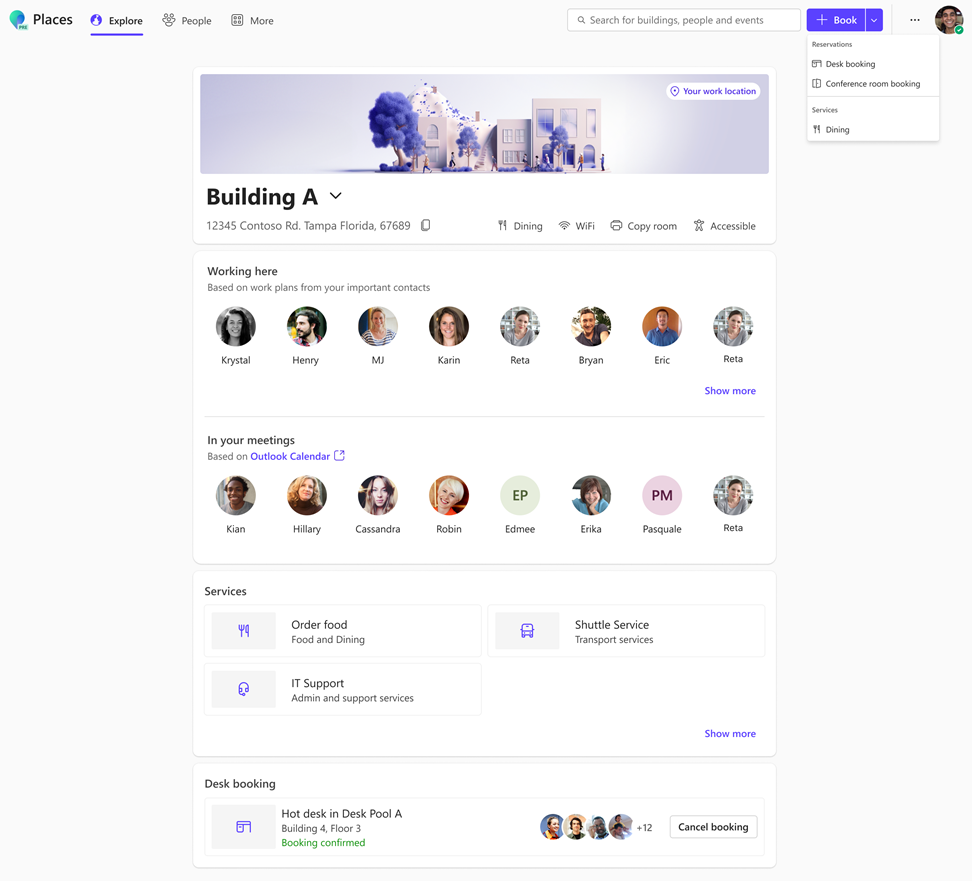 Places
PRE
Explore
People
More
Search for buildings, people and events
Book
Reservations
Desk booking
Conference room booking
Services
Dining
Your work location
Building A
12345 Contoso Rd. Tampa Florida, 67689
Dining
WiFi
Copy room
Accessible
Working here
Based on work plans from your important contacts
Krystal
Henry
MJ
Karin
Reta
Bryan
Eric
Reta
Show more
In your meetings
Based on Outlook Calendar
EP
PM
Kian
Hillary
Cassandra
Robin
Edmee
Erika
Pasquale
Reta
Services
Order food
Food and Dining
Shuttle Service
Transport services
IT Support
Admin and support services
Show more
Desk booking
Hot desk in Desk Pool A
Building 4, Floor 3
Booking confirmed
+12
Cancel booking